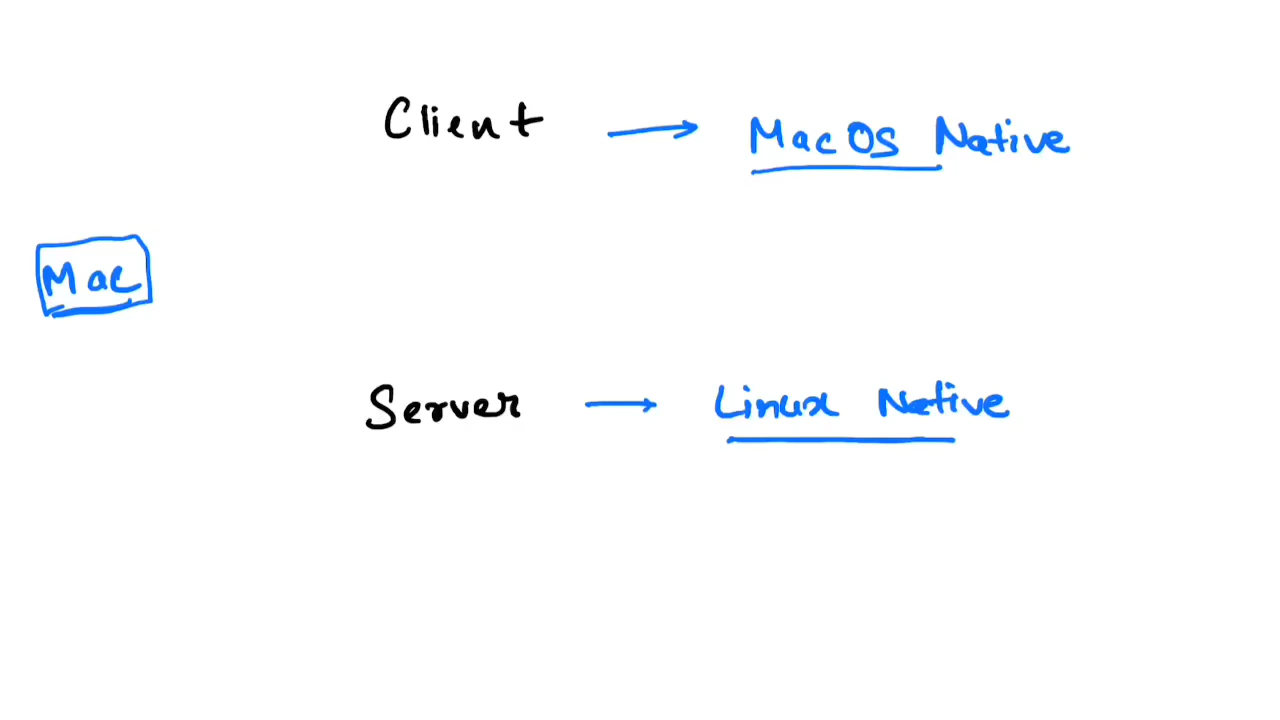 Client → MacOS Native
Mac
Server → Linux Native